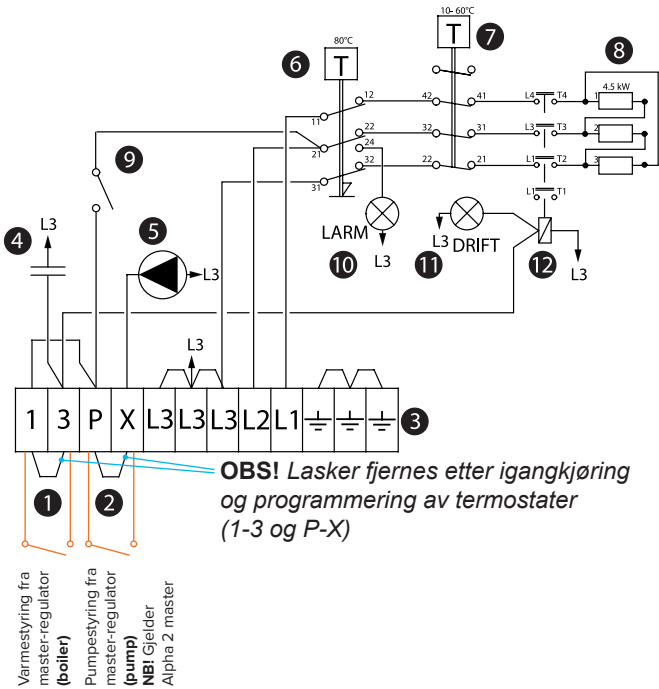 10- 60°C
80°C
T
T
6
7
8
4.5 kW
12
42
41
L4
T4
1
11
22
32
31
L3
T3
2
21
24
9
32
22
21
L1
T2
3
31
L1
T1
4
L3
5
L3
LARM
L3
DRIFT
10
L3
11
12
L3
L3
1
3
P
X
L3
L3
L3
L2
L1
3
OBS! Lasker fjernes etter igangkjøring
og programmering av termostater
(1-3 og P-X)
1
2
Varmestyring fra
master-regulator
(boiler)
Pumpestyring fra
master-regulator
(pump)
NB! Gjelder
Alpha 2 master